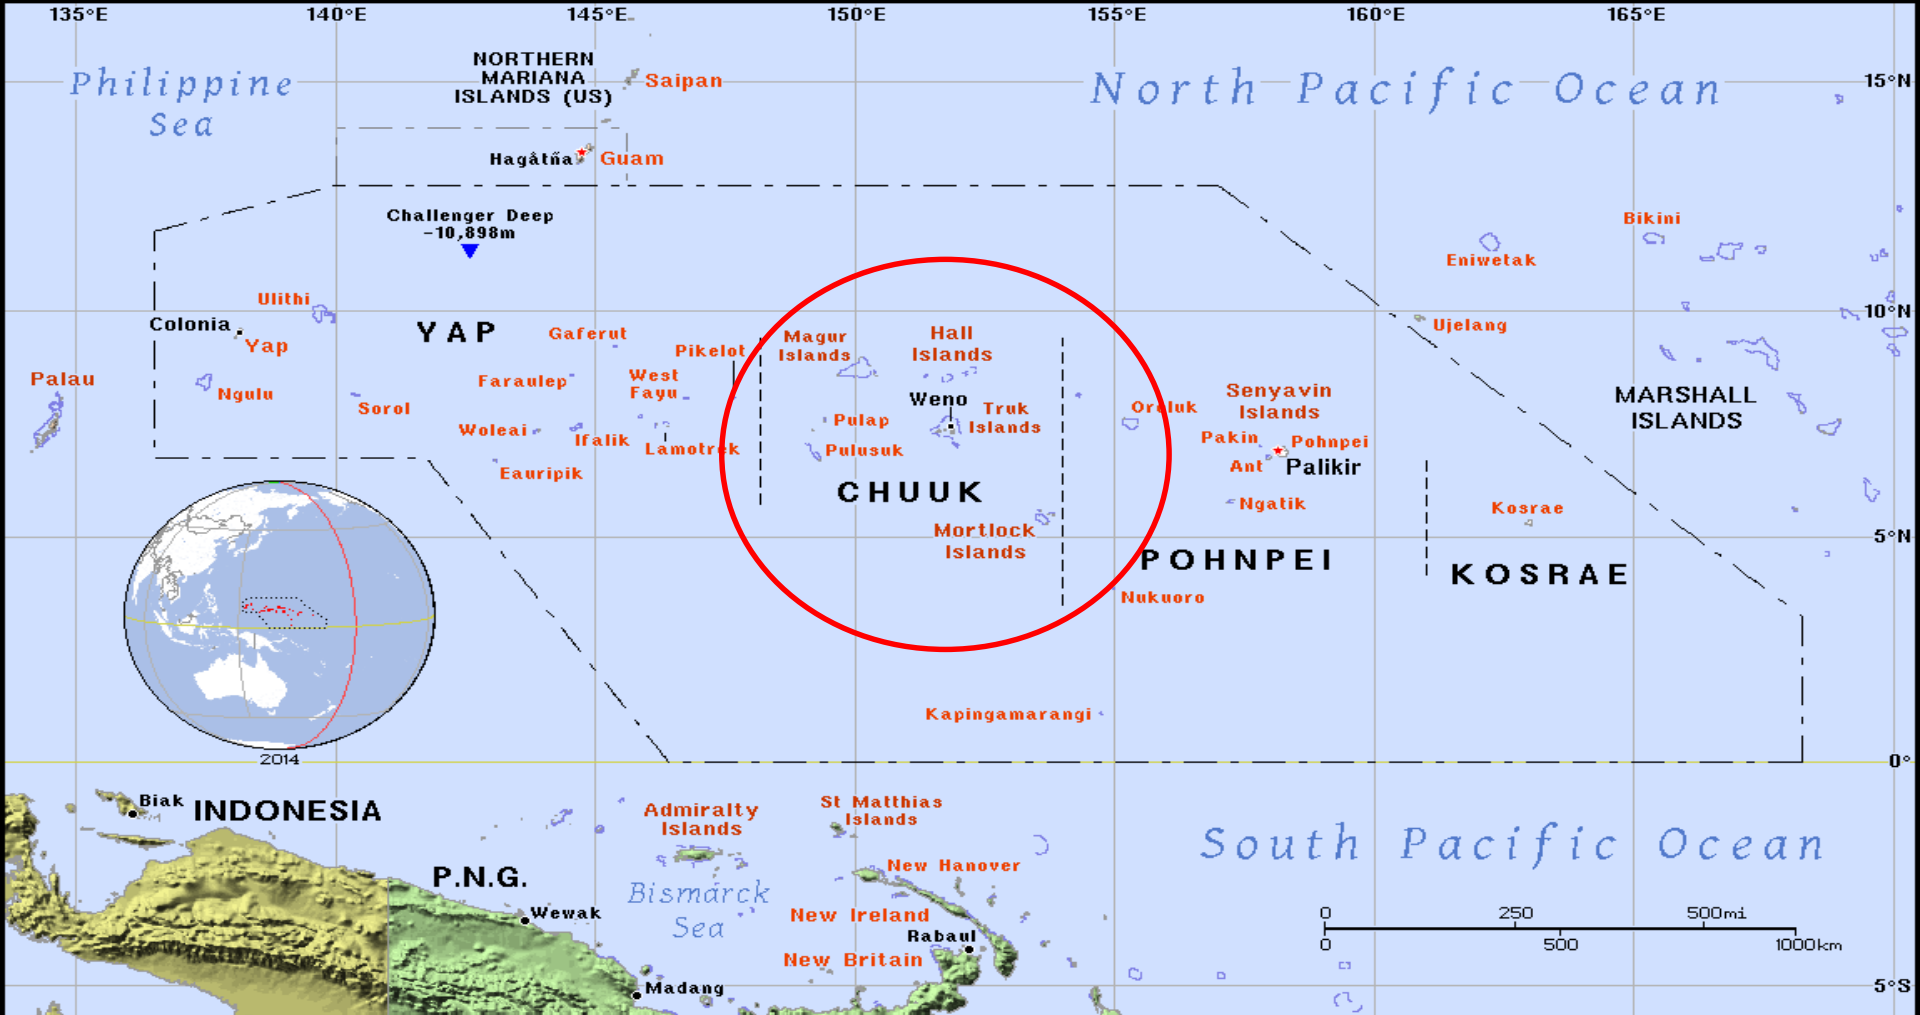 135°E
140°E
145°E
150°E
155°E
160°E
165°E
NORTHERN
MARIANA
ISLANDS (US)
Saipan
Philippine
Sea
North Pacific Ocean
15°N
Hagåtña
Guam
Challenger Deep
-10,898m
Bikini
Eniwetak
Ulithi
10°N
Colonia
Yap
YAP
Gaferut
Pikelot
Magur
Islands
Hall
Islands
Ujelang
Palau
Ngulu
Sorol
Faraulep
West
Fayu
Weno
Truk
Islands
Oroluk
Senyavin
Islands
MARSHALL
ISLANDS
Woleai
Ifalik
Lamotrek
Pulap
Pulusuk
Pakin
Pohnpei
Ant
Palikir
Eauripik
CHUUK
Ngatik
Kosrae
Mortlock
Islands
5°N
POHNPEI
KOSRAE
Nukuoro
Kapingamarangi
2014
0°
Biak
INDONESIA
Admiralty
Islands
St Matthias
Islands
South Pacific Ocean
P.N.G.
Bismarck
Sea
New Hanover
Wewak
New Ireland
Rabaul
New Britain
0
250
500mi
0
500
1000km
Madang
5°S